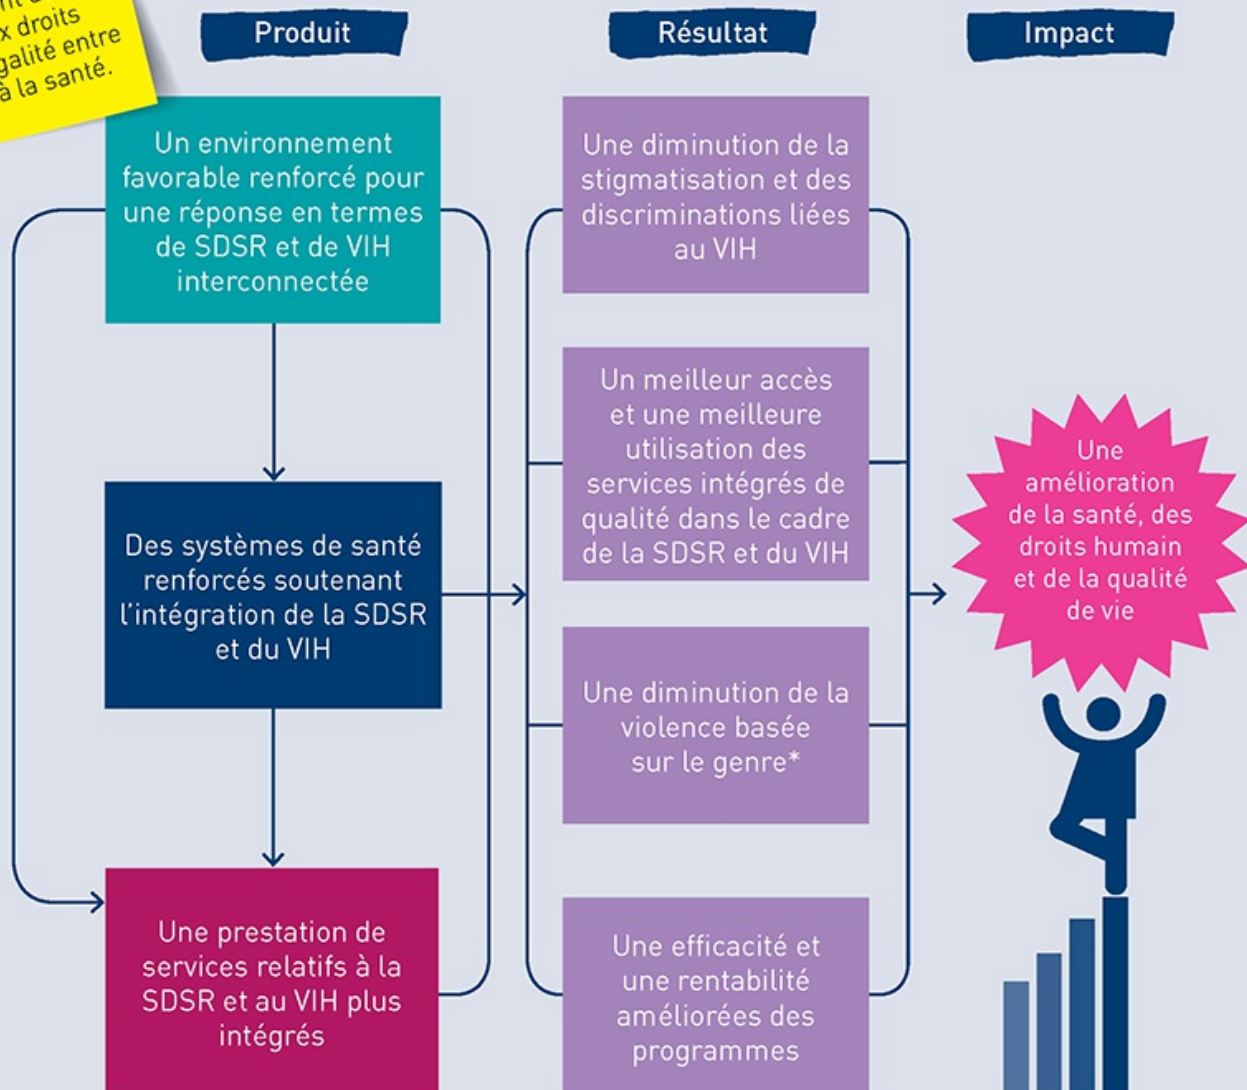 x droits
galité entre
à la santé.
Produit
Résultat
Impact
Un environnement
favorable renforcé pour
une réponse en termes
de SDSR et de VIH
interconnectée
Des systèmes de santé
renforcés soutenant
l'intégration de la SDSR
et du VIH
Une prestation de
services relatifs à la
SDSR et au VIH plus
intégrés
Une diminution de la
stigmatisation et des
discriminations liées
au VIH
Un meilleur accès
et une meilleure
utilisation des
services intégrés de
qualité dans le cadre
de la SDSR et du VIH
Une diminution de la
violence basée
sur le genre*
Une efficacité et
une rentabilité
améliorées des
programmes
Une
amélioration
de la santé, des
droits humain
et de la qualité
de vie